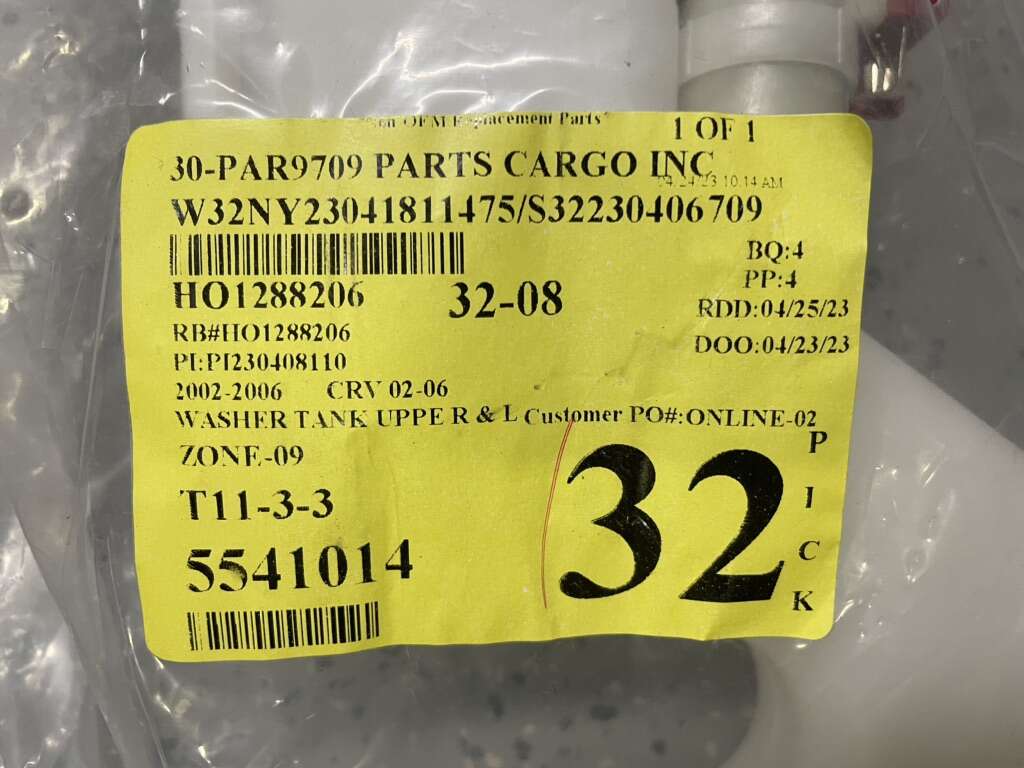 OEM Replacement Parts"
1 OF 1
30-PAR9709 PARTS CARGO INC
04/24/23 10:14 AM
W32NY23041811475/S32230406709
BQ:4
PP:4
HO1288206
32-08
RDD:04/25/23
RB#HO1288206
DOO:04/23/23
PI:PI230408110
2002-2006 CRV 02-06
WASHER TANK UPPE R & L Customer PO#:ONLINE-02
ZONE-09
T11-3-3
5541014
32
PICK